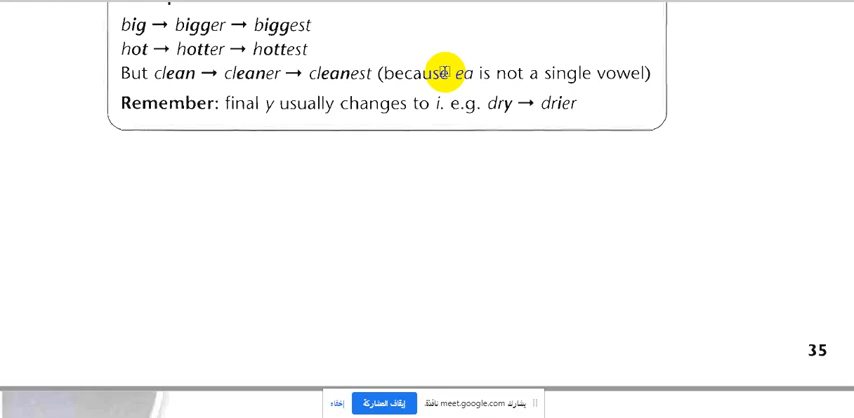 big → bigger → biggest
hot → hotter → hottest
But clean → cleaner → cleanest (because ea is not a single vowel)
Remember: final y usually changes to i. e.g. dry → drier
35
يشارك meet.google.com نافذة.
إيقاف المشاركة
إخفاء